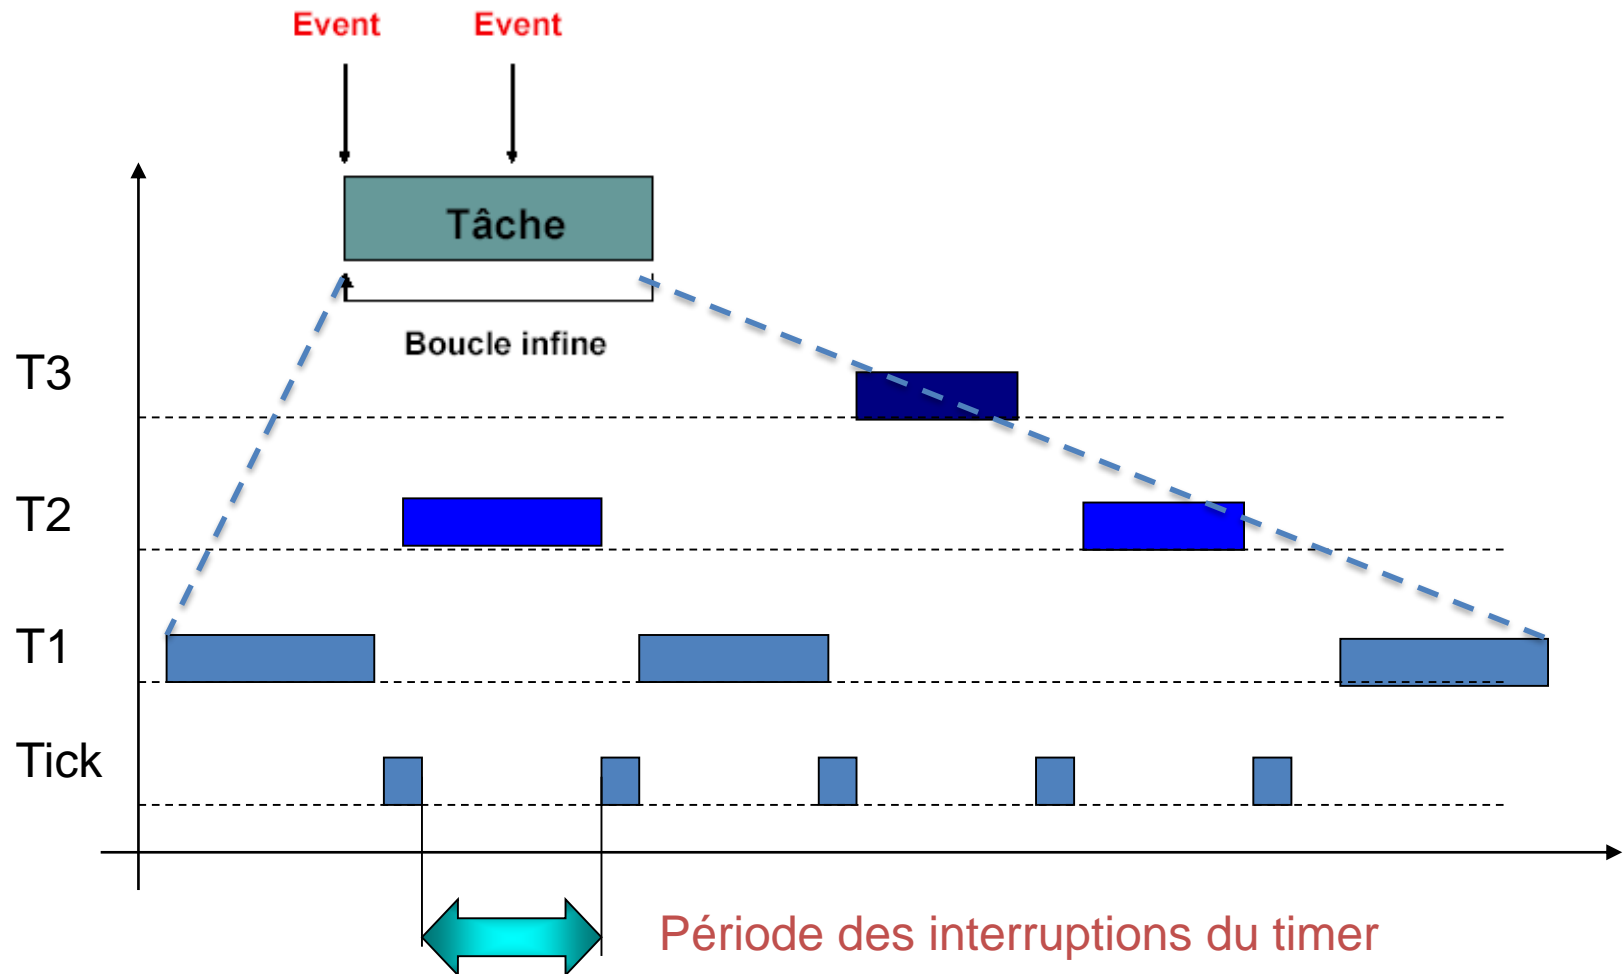 Event Event
Tâche
Boucle infine
T3
T2
T1
Tick
Période des interruptions du timer